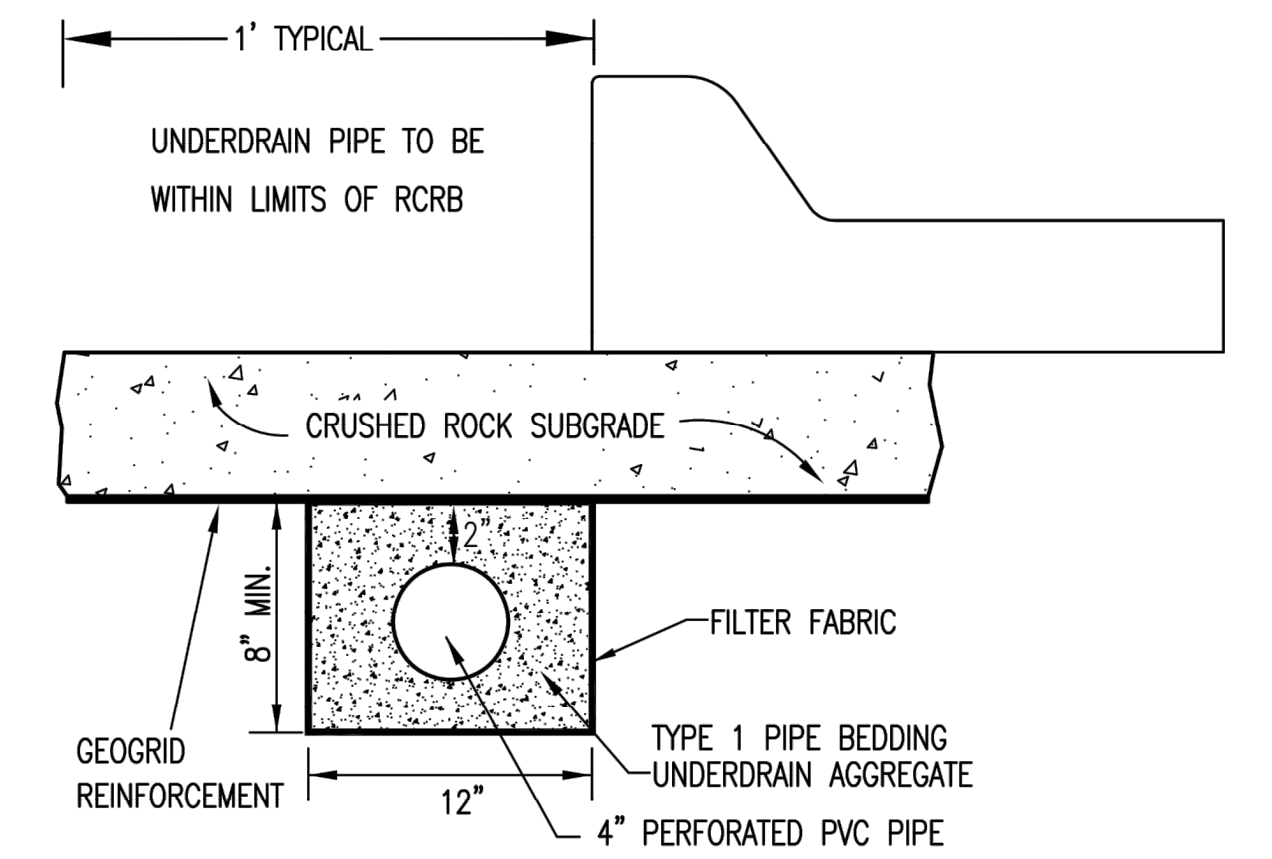 1' TYPICAL
UNDERDRAIN PIPE TO BE
WITHIN LIMITS OF RCRB
CRUSHED ROCK SUBGRADE
2"
8" MIN.
FILTER FABRIC
GEOGRID
REINFORCEMENT
TYPE 1 PIPE BEDDING
UNDERDRAIN AGGREGATE
12"
4" PERFORATED PVC PIPE